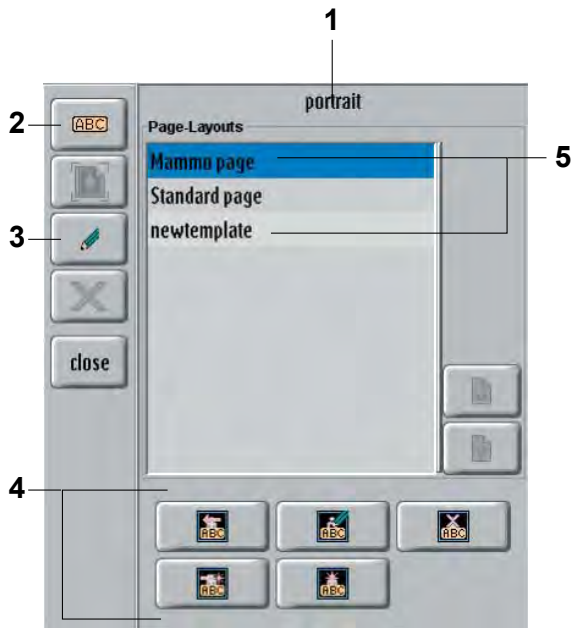 1
portrait
2
ABC
Page-Layouts
Mammo page
5
Standard page
3
newtemplate
close
4
ABC
ABC
ABC
ABC
ABC